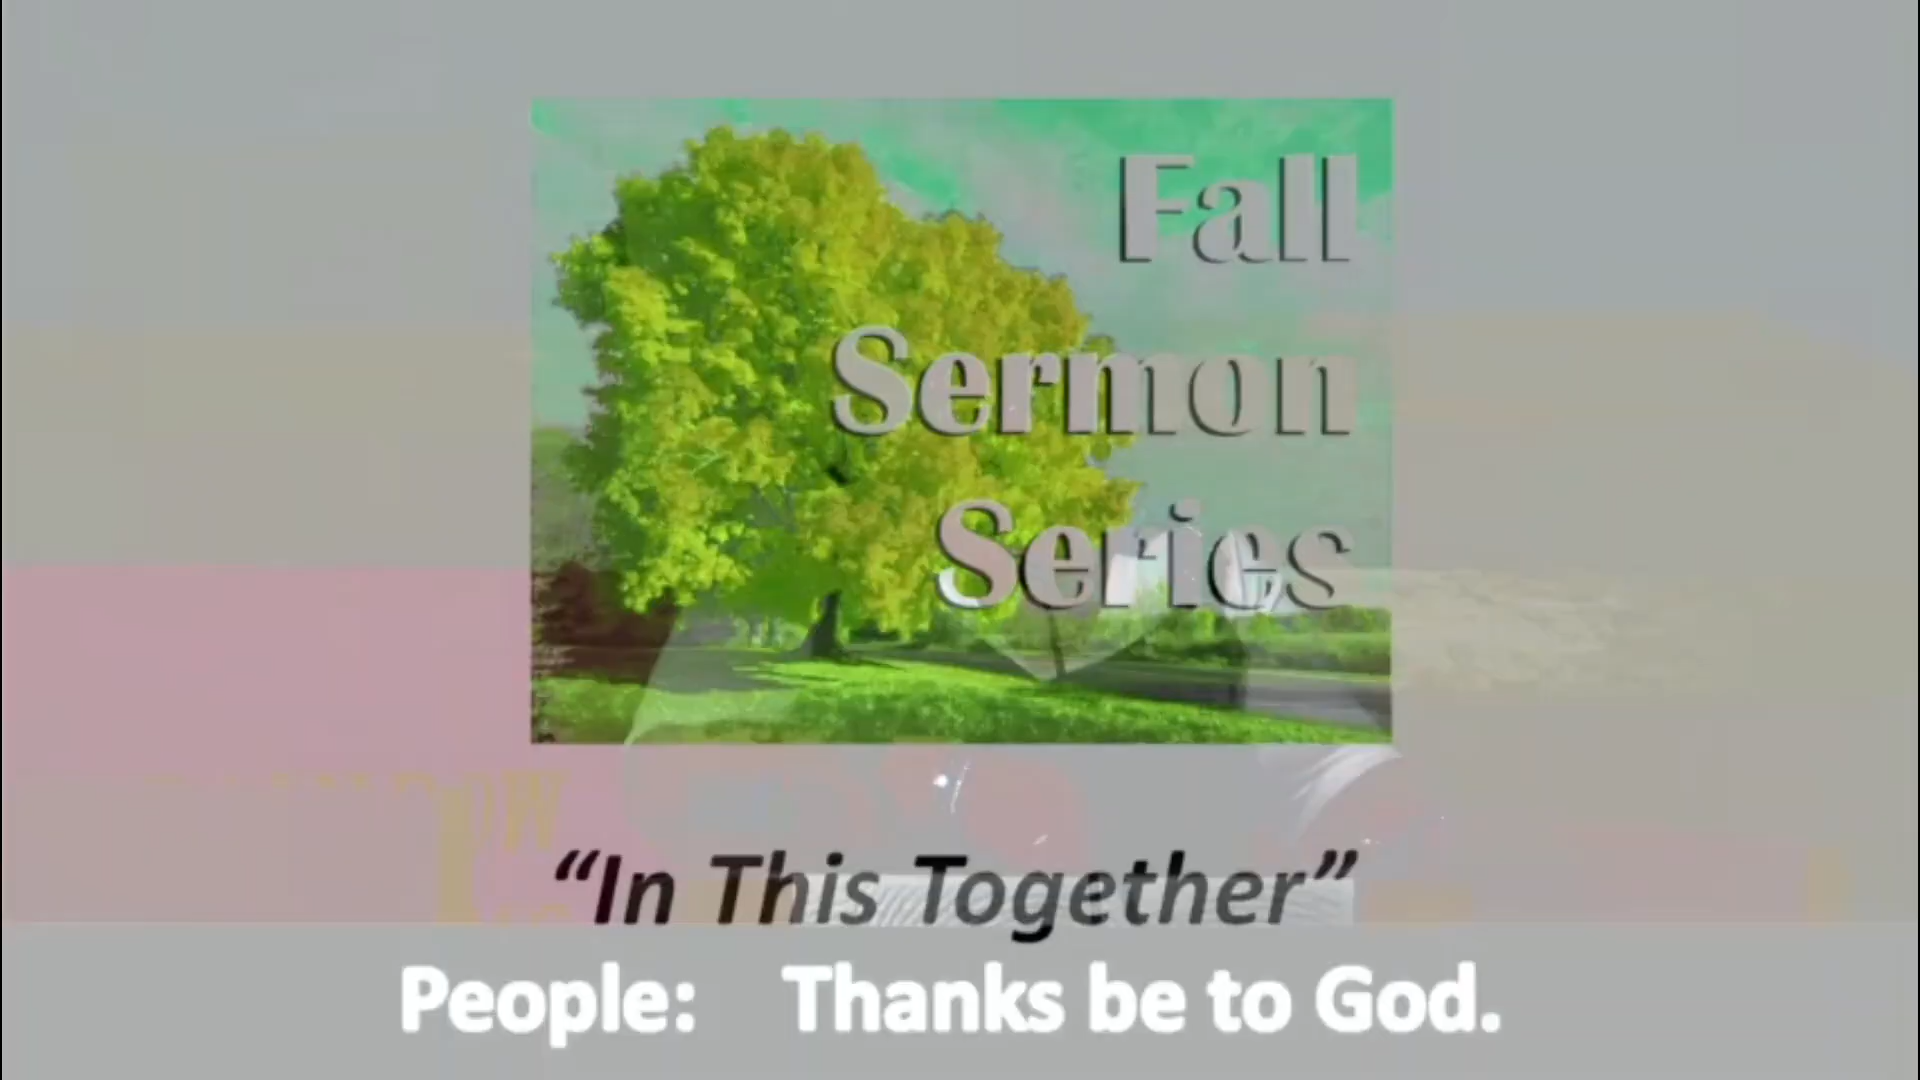 Fall
Sermon
Series
“In This Together”
People: Thanks be to God.